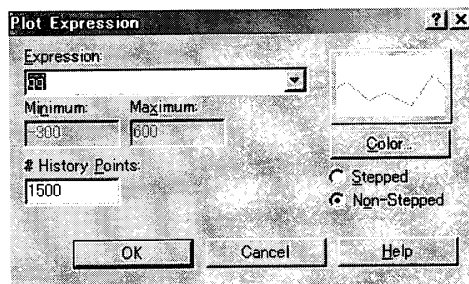 Plot Expression
Expression:
Minimum: Maximum:
-300 600
# History Points:
1500
Color...
Stepped
Non-Stepped
OK Cancel Help